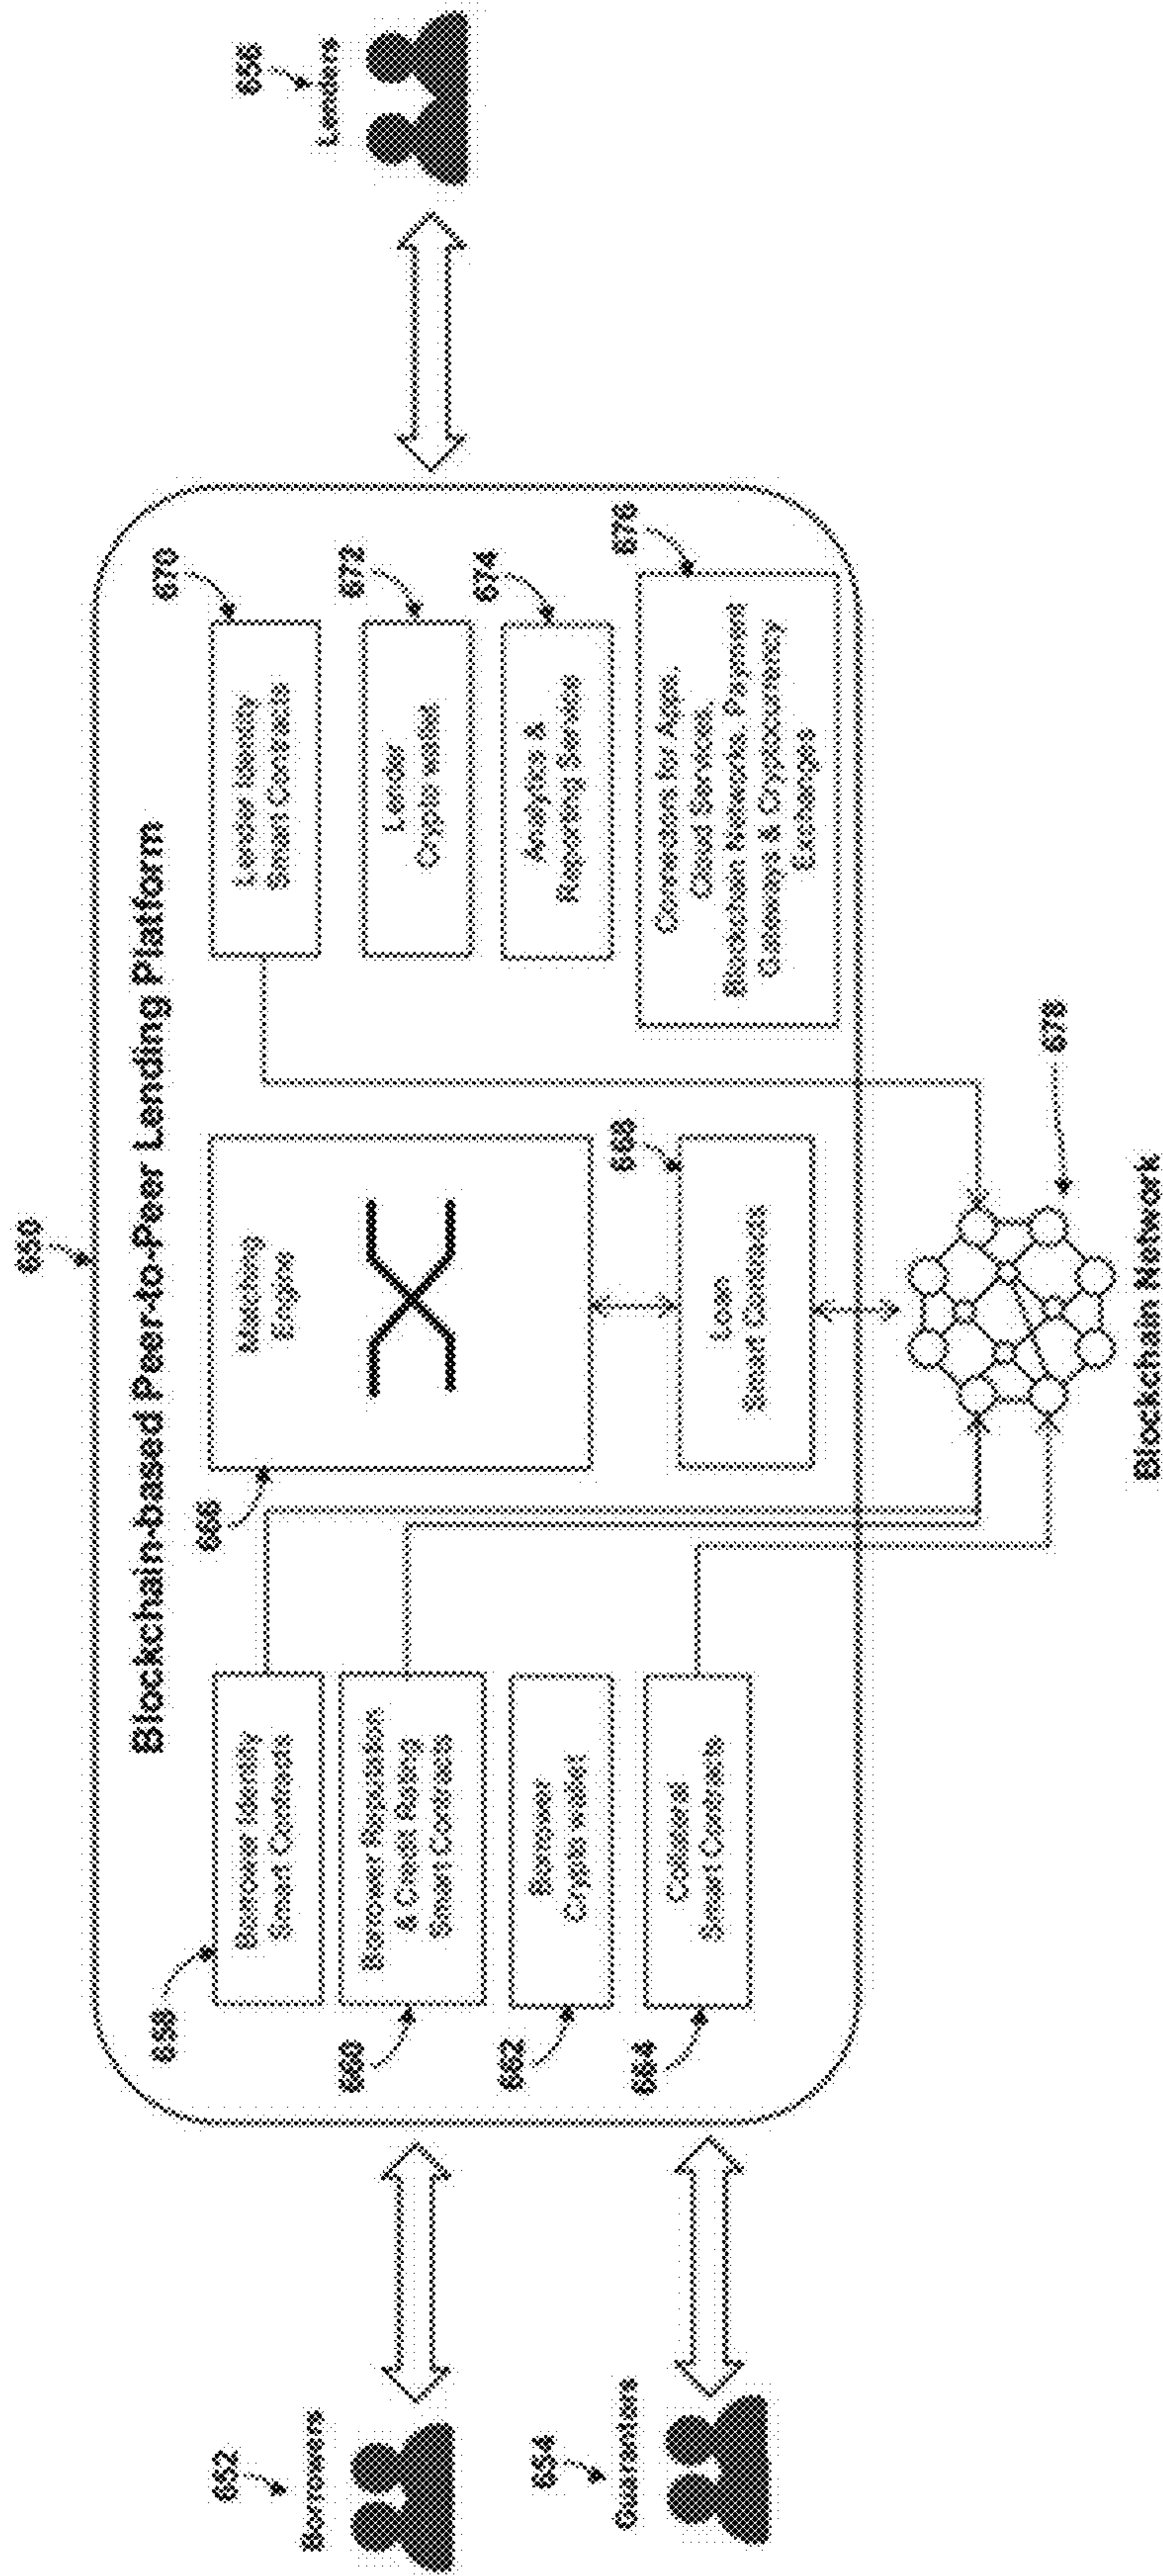 650
Blockchain-based Peer-to-Peer Lending Platform
652
Borrowers
654
Guarantors
658
Borrower Identity
Smart Contracts
660
Borrower Reputation
& Credit Rating
Smart Contracts
662
Borrower
Crypto wallet
664
Collateral
Smart Contracts
666
Matching
Engine
668
Loan
Smart Contracts
670
Lender Identity
Smart Contracts
672
Lender
Crypto wallet
674
Analytics &
Reporting Service
676
Connectors for Apps,
Cloud Services,
Blockchain Networks, Payment
Gateways & Cryptocurrency
Exchanges
656
Lenders
678
Blockchain Network